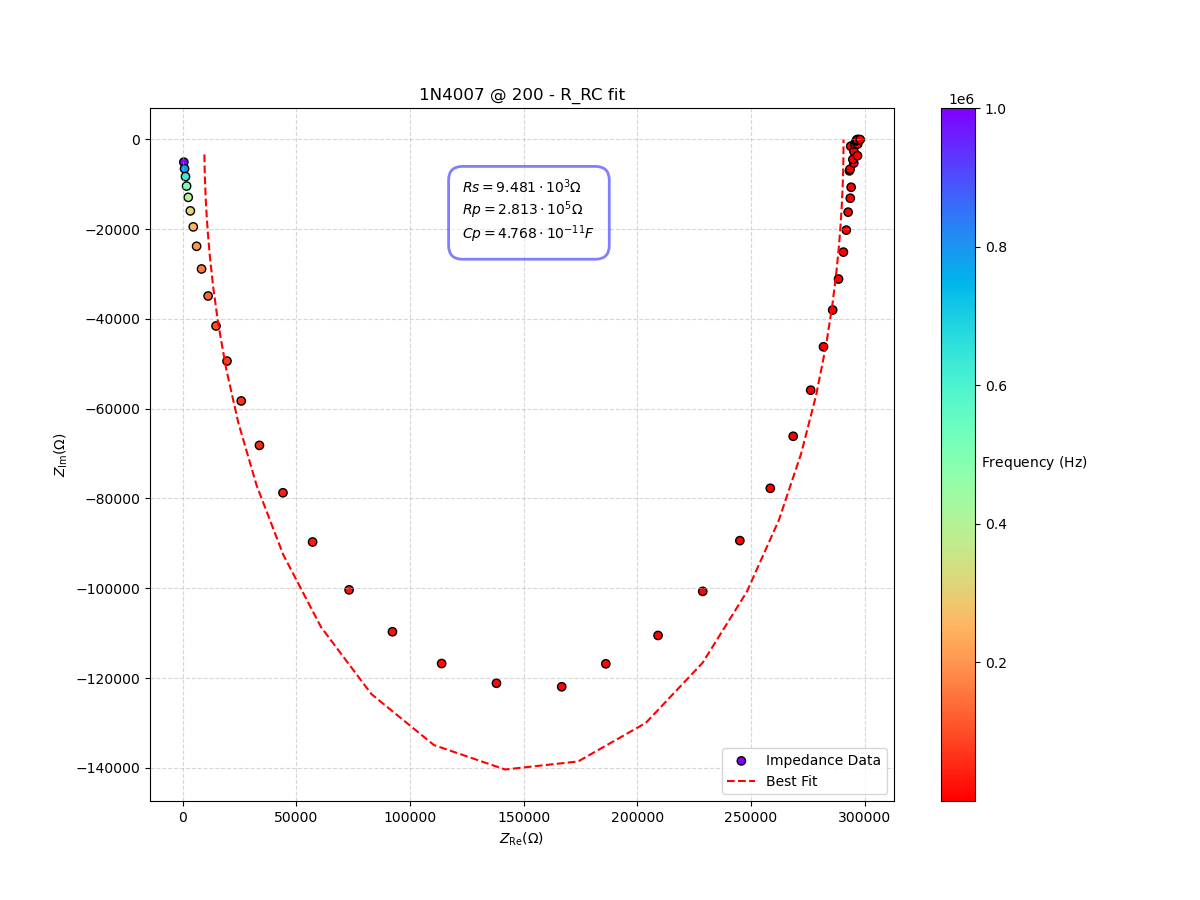 1N4007 @ 200 - R_RC fit
1e6
0
−20000
−40000
−60000
−80000
−100000
−120000
−140000
Z_Im(Ω)
Rs = 9.481 · 10³Ω
Rp = 2.813 · 10⁵Ω
Cp = 4.768 · 10⁻¹¹F
Impedance Data
Best Fit
0
50000
100000
150000
200000
250000
300000
Z_Re(Ω)
1.0
0.8
0.6
0.4
0.2
Frequency (Hz)